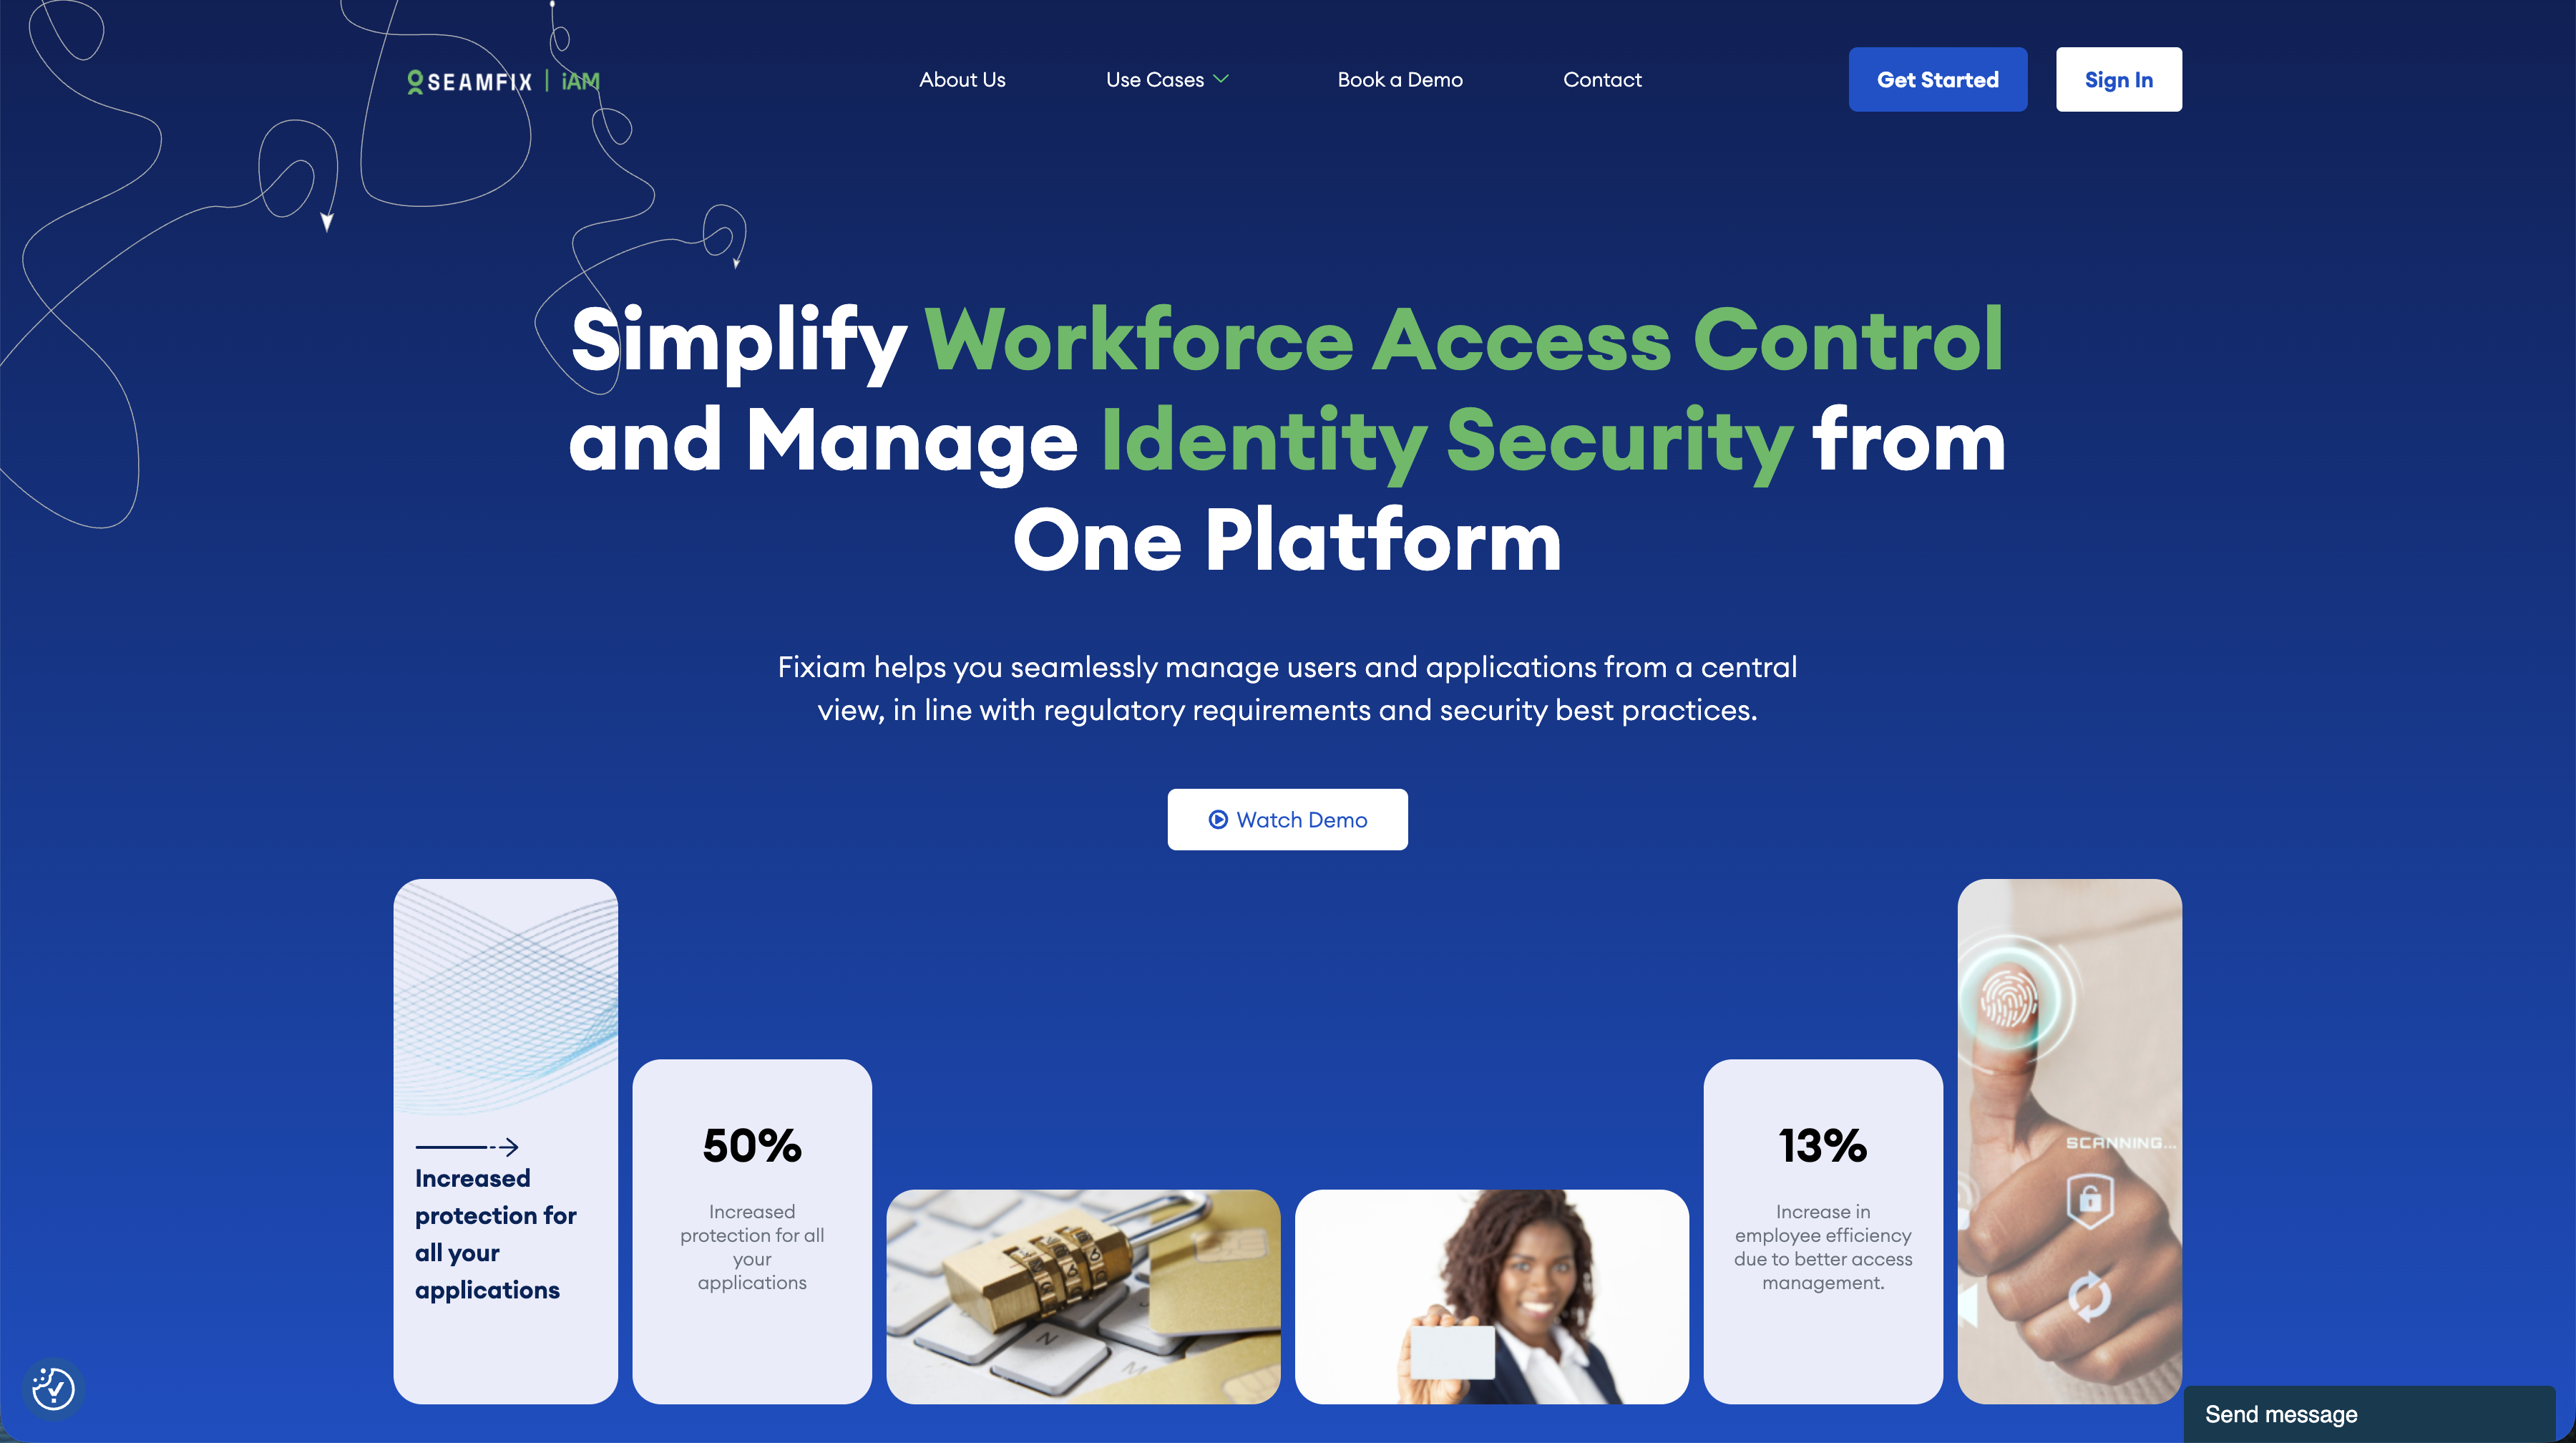 SEAMFIX | iAM
About Us
Use Cases
Book a Demo
Contact
Get Started
Sign In
Simplify Workforce Access Control
and Manage Identity Security from
One Platform
Fixiam helps you seamlessly manage users and applications from a central
view, in line with regulatory requirements and security best practices.
Watch Demo
Increased
protection for
all your
applications
50%
Increased
protection for all
your
applications
N
M
13%
Increase in
employee efficiency
due to better access
management.
SCANNING...
Send message